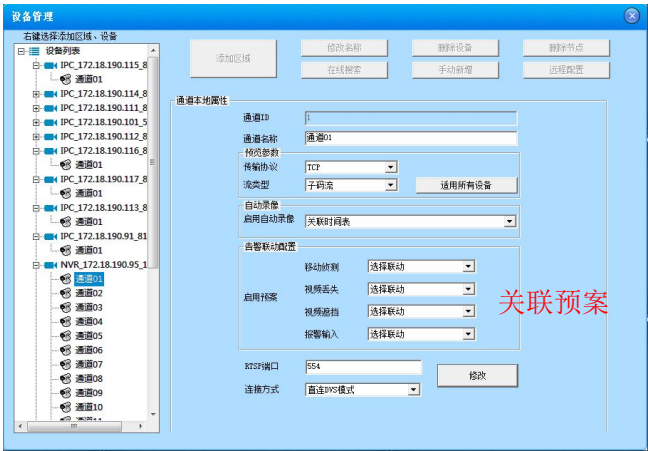 设备管理
右键选择添加区域、设备
设备列表
IPC_172.18.190.115_8
通道01
IPC_172.18.190.114_8
IPC_172.18.190.111_8
IPC_172.18.190.101_5
IPC_172.18.190.112_8
IPC_172.18.190.116_8
通道01
IPC_172.18.190.117_8
通道01
IPC_172.18.190.113_8
通道01
IPC_172.18.190.91_81
通道01
NVR_172.18.190.95_1
通道01
通道02
通道03
通道04
通道05
通道06
通道07
通道08
通道09
通道10
添加区域
修改名称
删除设备
删除节点
在线搜索
手动新增
远程配置
通道本地属性
通道ID 1
通道名称 通道01
预览参数
传输协议 TCP
流类型 子码流 适用所有设备
自动录像
启用自动录像 关联时间表
告警联动配置
启用预案
移动侦测 选择联动
视频丢失 选择联动
视频遮挡 选择联动
报警输入 选择联动
关联预案
RTSP端口 554
连接方式 直连DVS模式
修改